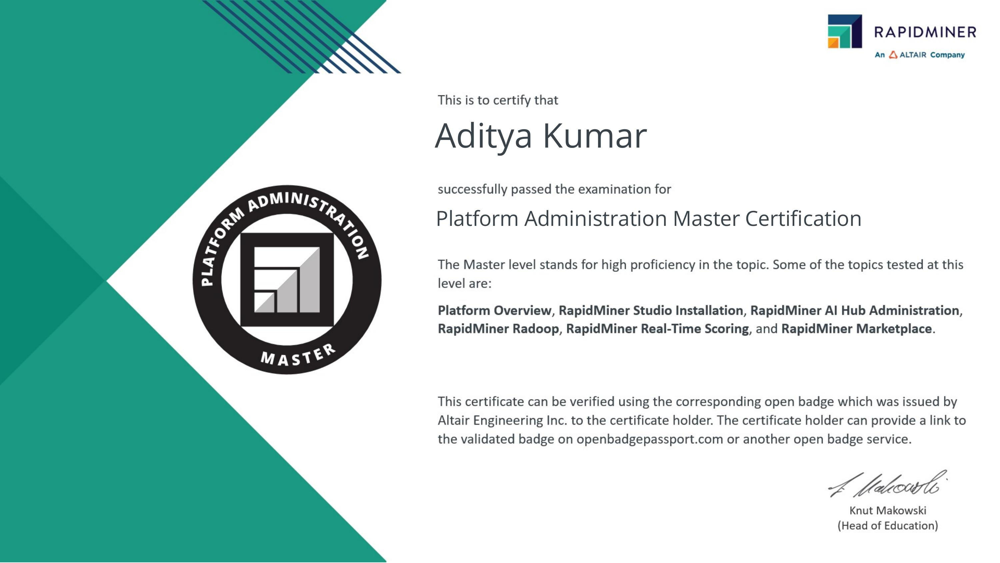 RAPIDMINER
An ALTAIR Company
This is to certify that
Aditya Kumar
successfully passed the examination for
Platform Administration Master Certification
PLATFORM ADMINISTRATION
MASTER
The Master level stands for high proficiency in the topic. Some of the topics tested at this
level are:
Platform Overview, RapidMiner Studio Installation, RapidMiner AI Hub Administration,
RapidMiner Radoop, RapidMiner Real-Time Scoring, and RapidMiner Marketplace.
This certificate can be verified using the corresponding open badge which was issued by
Altair Engineering Inc. to the certificate holder. The certificate holder can provide a link to
the validated badge on openbadgepassport.com or another open badge service.
Knut Makowski
(Head of Education)